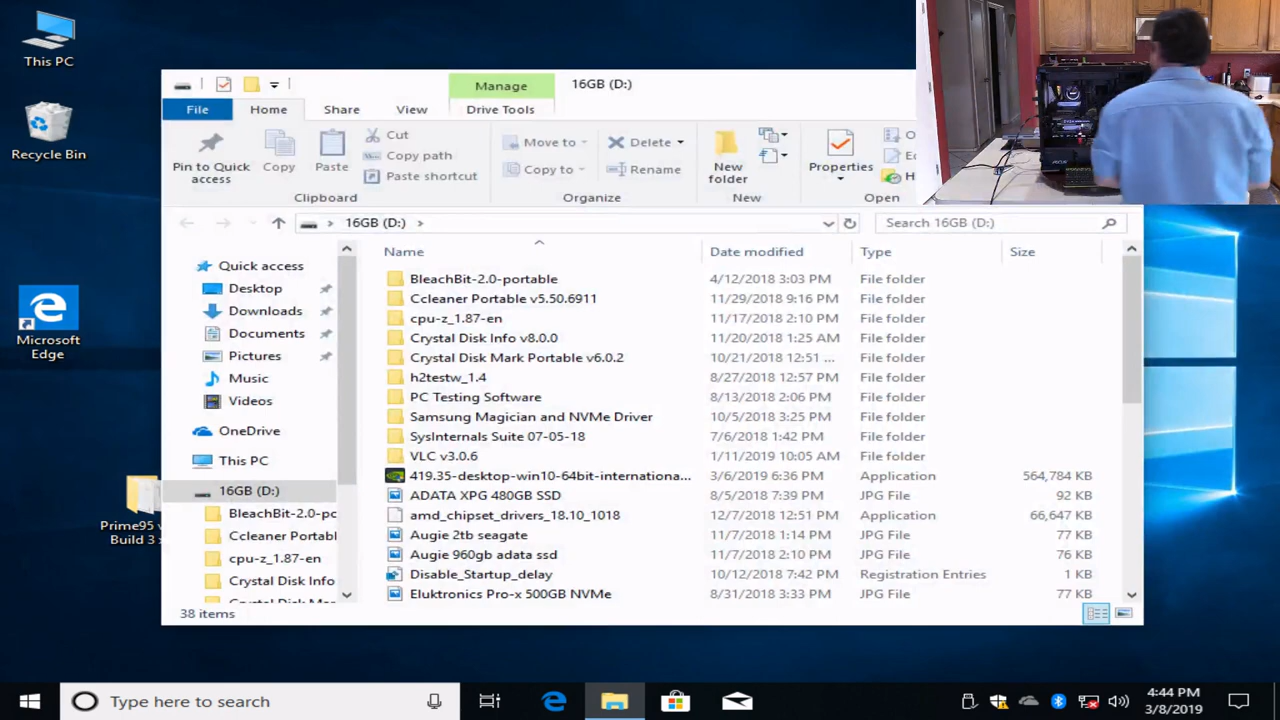 This PC
Recycle Bin
Microsoft
Edge
Prime95 v
Build 3 x
Manage
16GB (D:)
File
Home
Share
View
Drive Tools
Pin to Quick
access
Copy
Paste
Cut
Copy path
Paste shortcut
Clipboard
Move to
Copy to
Delete
Rename
Organize
New
folder
New
Properties
Open
16GB (D:)
Search 16GB (D:)
Quick access
Desktop
Downloads
Documents
Pictures
Music
Videos
OneDrive
This PC
16GB (D:)
BleachBit-2.0-pc
Ccleaner Portabl
cpu-z_1.87-en
Crystal Disk Info
Name Date modified Type Size
BleachBit-2.0-portable 4/12/2018 3:03 PM File folder
Ccleaner Portable v5.50.6911 11/29/2018 9:16 PM File folder
cpu-z_1.87-en 11/17/2018 2:10 PM File folder
Crystal Disk Info v8.0.0 11/20/2018 1:25 AM File folder
Crystal Disk Mark Portable v6.0.2 10/21/2018 12:51 ... File folder
h2testw_1.4 8/27/2018 12:57 PM File folder
PC Testing Software 8/13/2018 2:06 PM File folder
Samsung Magician and NVMe Driver 10/5/2018 3:25 PM File folder
SysInternals Suite 07-05-18 7/6/2018 1:42 PM File folder
VLC v3.0.6 1/11/2019 10:05 AM File folder
419.35-desktop-win10-64bit-internationa... 3/6/2019 6:36 PM Application 564,784 KB
ADATA XPG 480GB SSD 8/5/2018 7:39 PM JPG File 92 KB
amd_chipset_drivers_18.10_1018 12/7/2018 12:51 PM Application 66,647 KB
Augie 2tb seagate 11/7/2018 1:14 PM JPG File 77 KB
Augie 960gb adata ssd 11/7/2018 2:10 PM JPG File 76 KB
Disable_Startup_delay 10/12/2018 7:42 PM Registration Entries 1 KB
Eluktronics Pro-x 500GB NVMe 8/31/2018 3:33 PM JPG File 77 KB
38 items
Type here to search
4:44 PM
3/8/2019